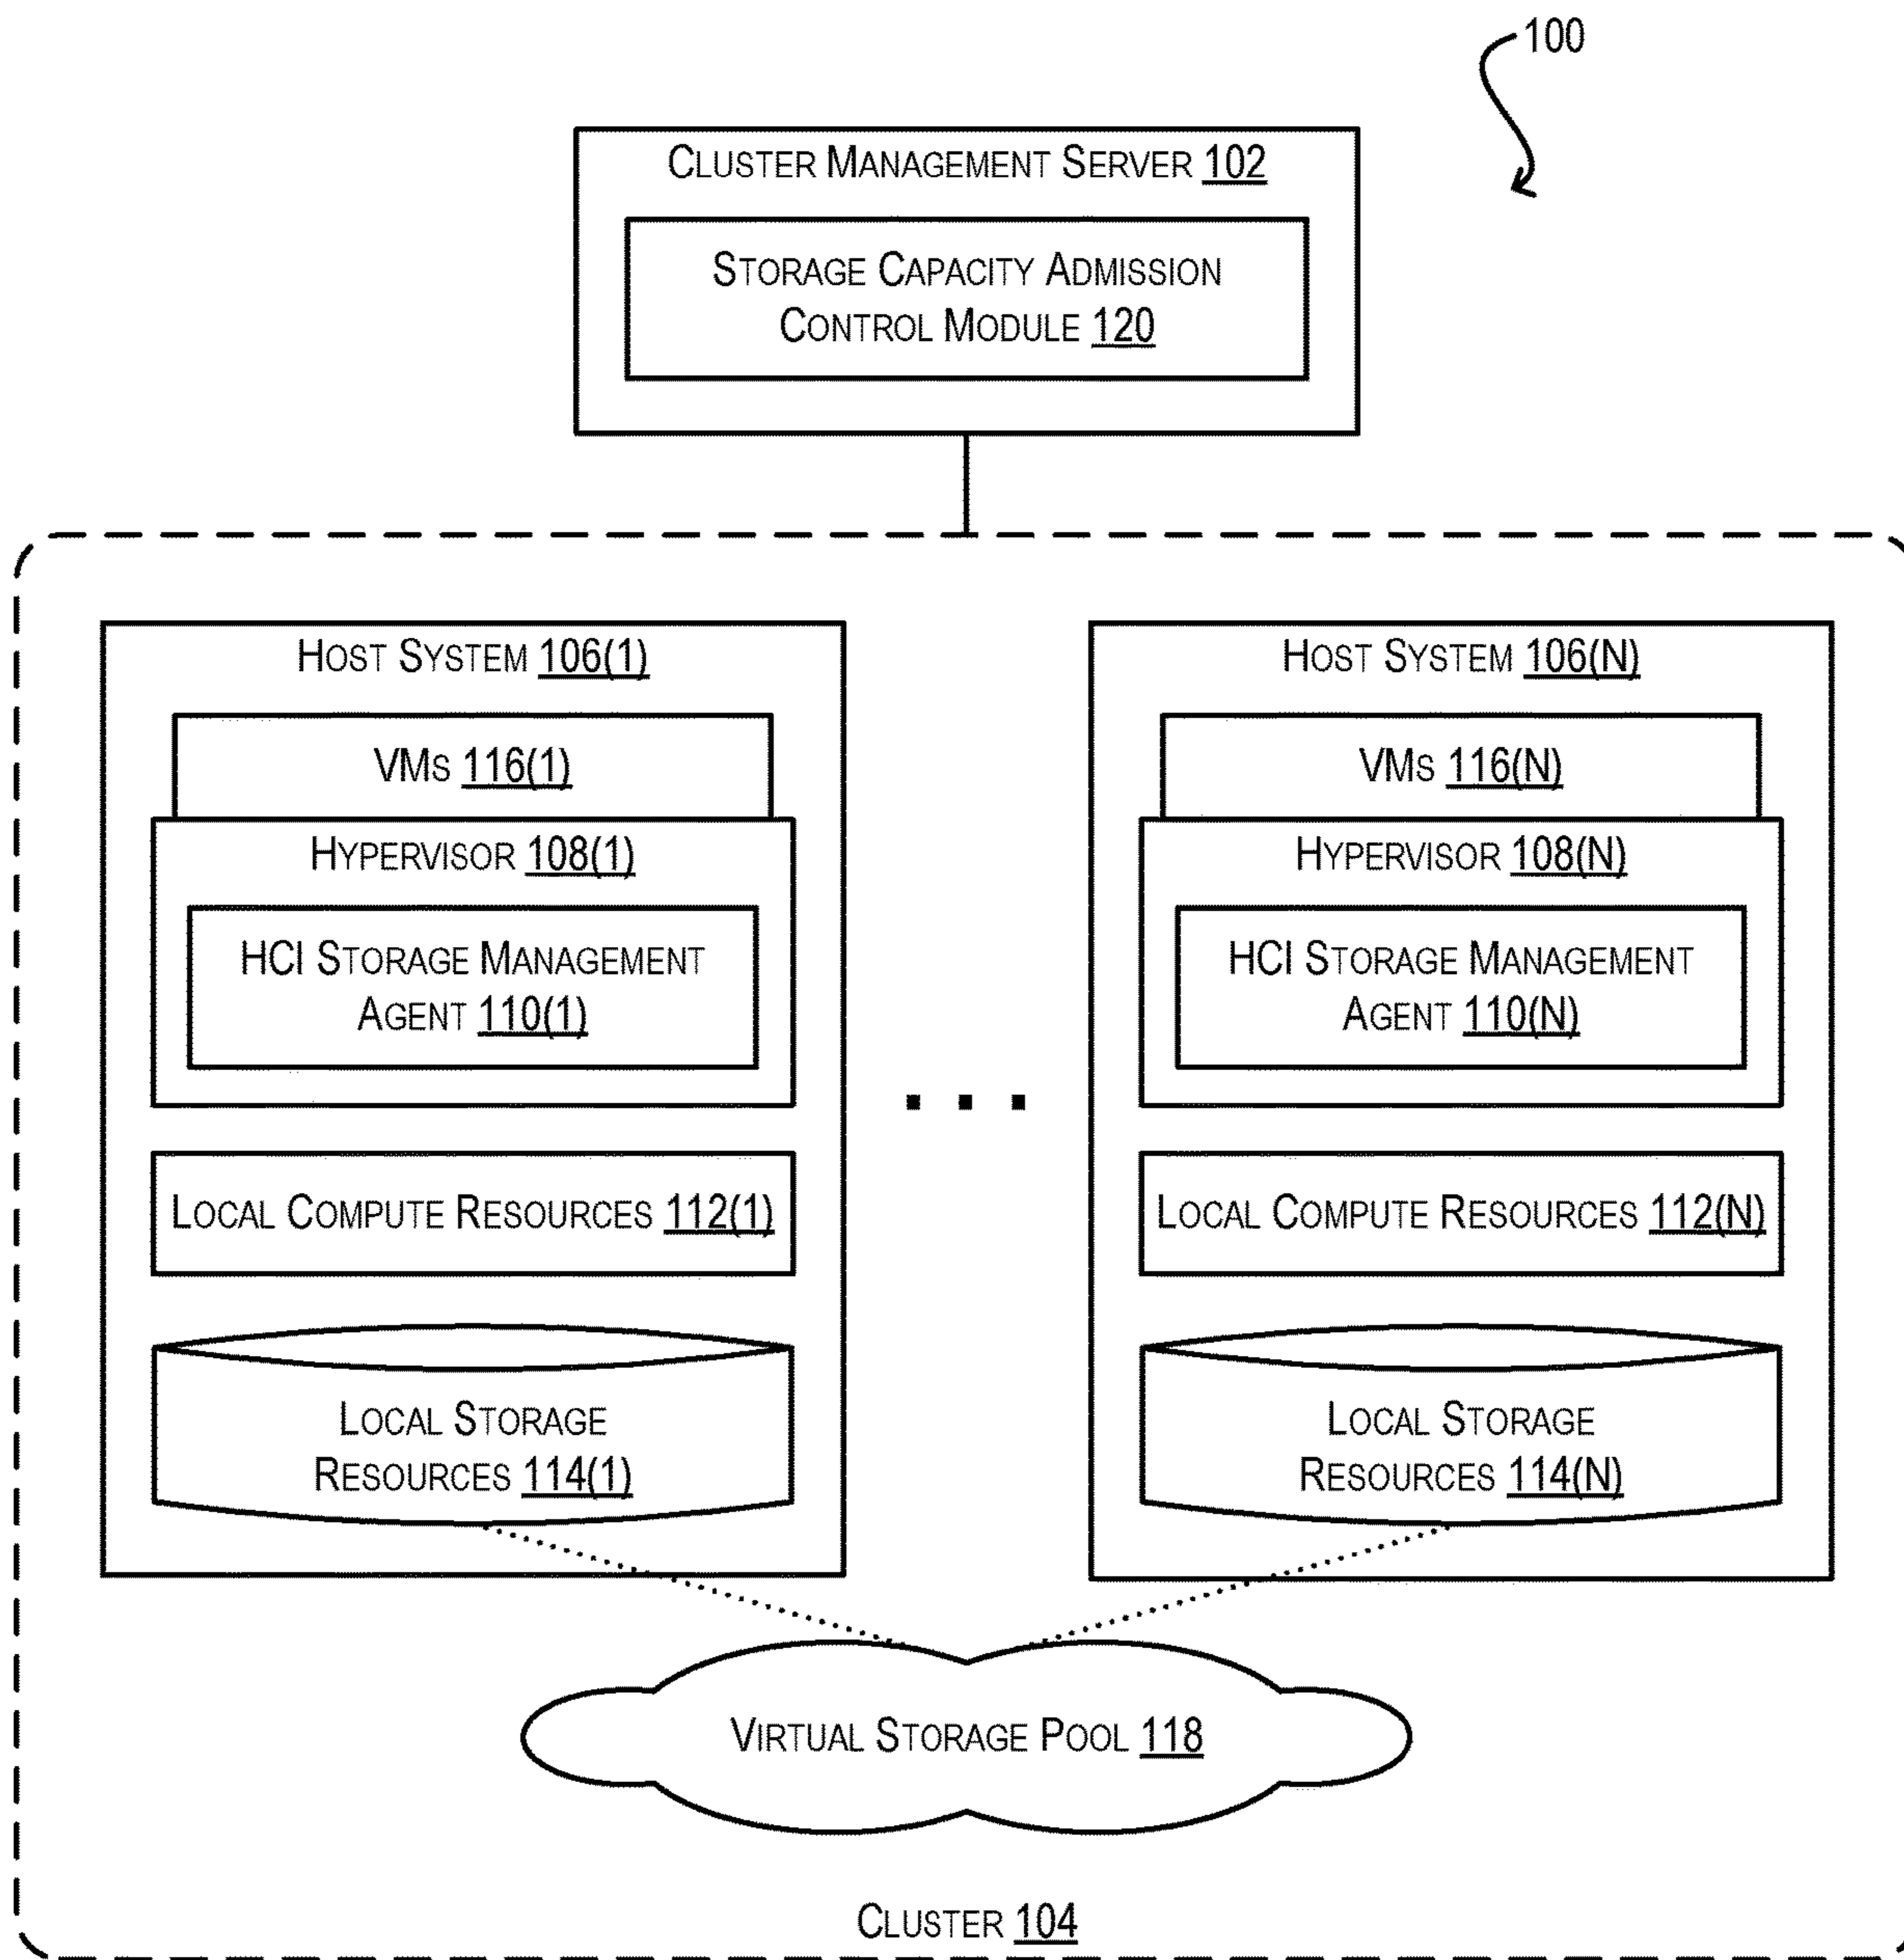 100
CLUSTER MANAGEMENT SERVER 102
STORAGE CAPACITY ADMISSION
CONTROL MODULE 120
HOST SYSTEM 106(1)
VMS 116(1)
HYPERVISOR 108(1)
HCI STORAGE MANAGEMENT
AGENT 110(1)
LOCAL COMPUTE RESOURCES 112(1)
LOCAL STORAGE
RESOURCES 114(1)
. . .
HOST SYSTEM 106(N)
VMS 116(N)
HYPERVISOR 108(N)
HCI STORAGE MANAGEMENT
AGENT 110(N)
LOCAL COMPUTE RESOURCES 112(N)
LOCAL STORAGE
RESOURCES 114(N)
VIRTUAL STORAGE POOL 118
CLUSTER 104